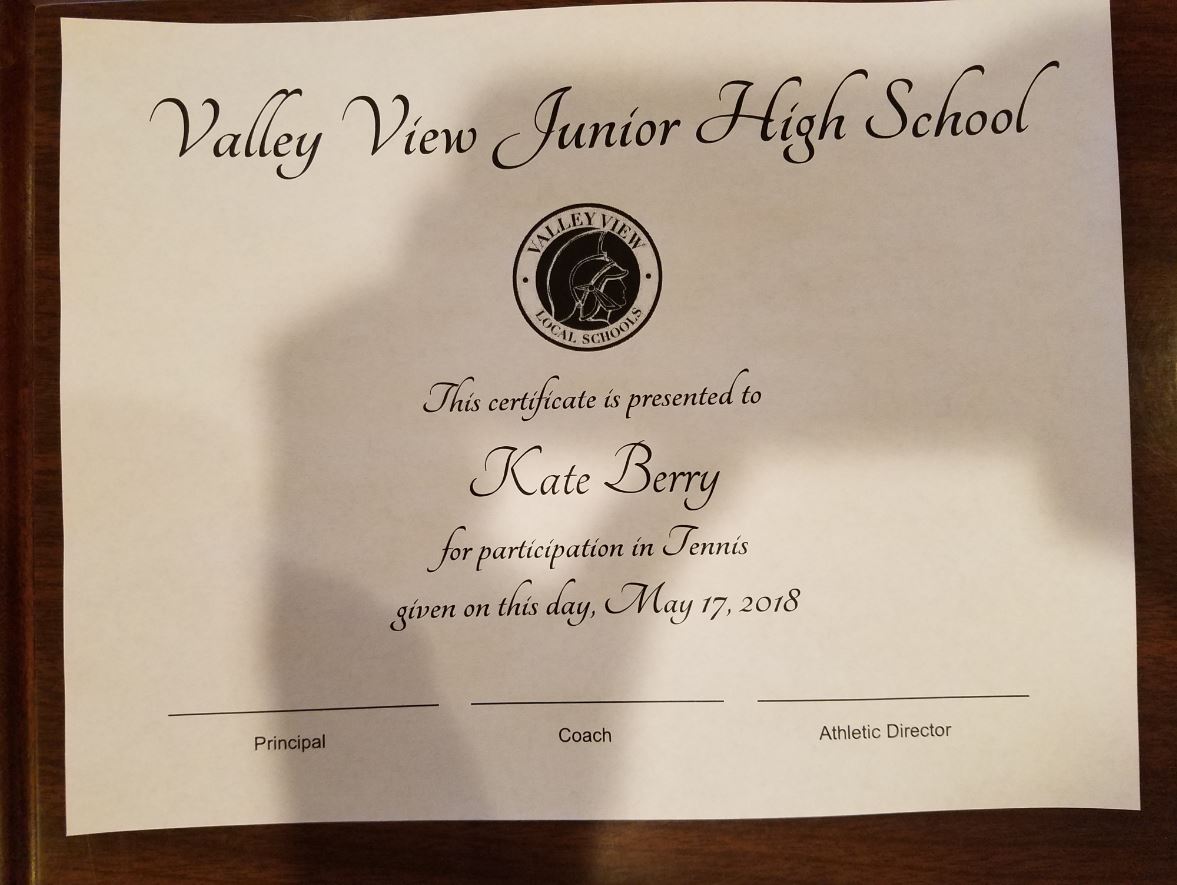 Valley View Junior High School
VALLEY VIEW
LOCAL SCHOOLS
This certificate is presented to
Kate Berry
for participation in Tennis
given on this day, May 17, 2018
Principal
Coach
Athletic Director